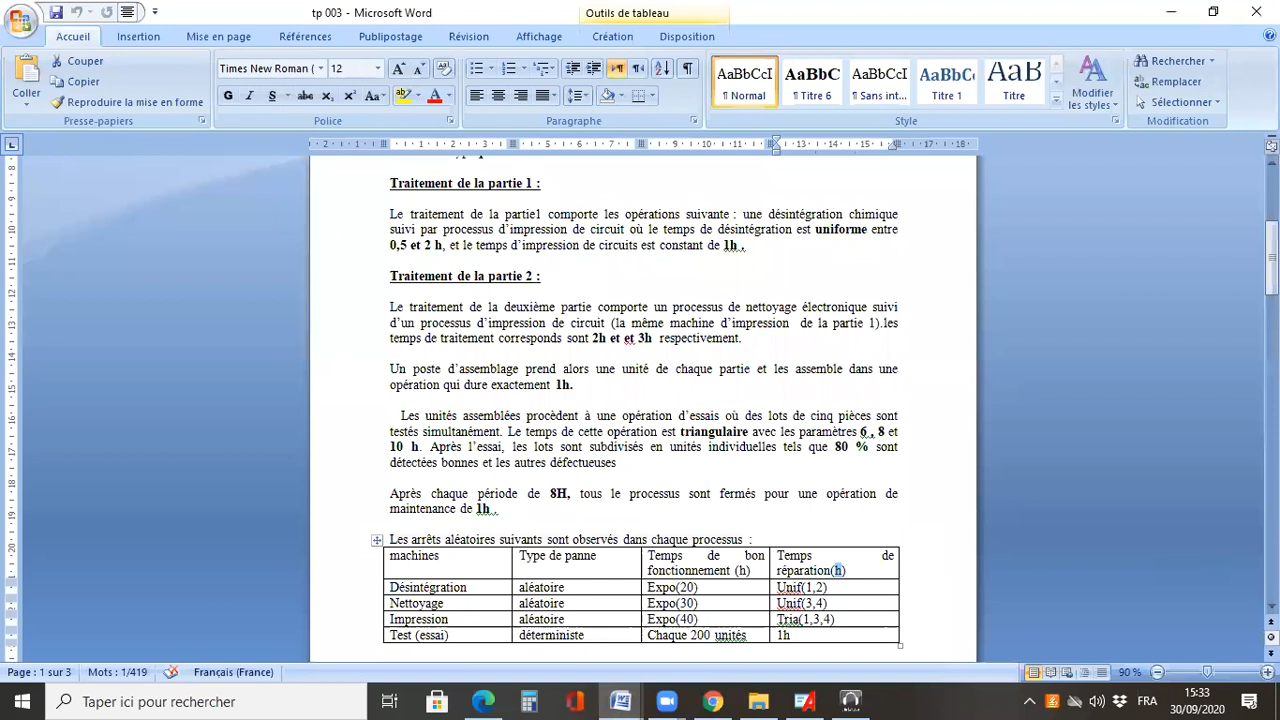 tp 003 - Microsoft Word
Outils de tableau
Accueil Insertion Mise en page Références Publipostage Révision Affichage Création Disposition
Coller
Couper
Copier
Reproduire la mise en forme
Presse-papiers
Times New Roman ( 12
G I S abc X₂ X² Aa
Police
Paragraphe
AaBbCcI
¶ Normal
AaBbC
¶ Titre 6
AaBbCcI
¶ Sans int...
AaBbCc
Titre 1
AaB
Titre
Modifier
les styles
Style
Rechercher
Remplacer
Sélectionner
Modification
Traitement de la partie 1 :
Le traitement de la partie1 comporte les opérations suivante : une désintégration chimique
suivi par processus d’impression de circuit où le temps de désintégration est uniforme entre
0,5 et 2 h, et le temps d’impression de circuits est constant de 1h .
Traitement de la partie 2 :
Le traitement de la deuxième partie comporte un processus de nettoyage électronique suivi
d’un processus d’impression de circuit (la même machine d’impression de la partie 1).les
temps de traitement corresponds sont 2h et et 3h respectivement.
Un poste d’assemblage prend alors une unité de chaque partie et les assemble dans une
opération qui dure exactement 1h.
Les unités assemblées procèdent à une opération d’essais où des lots de cinq pièces sont
testés simultanément. Le temps de cette opération est triangulaire avec les paramètres 6 , 8 et
10 h. Après l’essai, les lots sont subdivisés en unités individuelles tels que 80 % sont
détectées bonnes et les autres défectueuses
Après chaque période de 8H, tous le processus sont fermés pour une opération de
maintenance de 1h .
Les arrêts aléatoires suivants sont observés dans chaque processus :
machines Type de panne Temps de bon fonctionnement (h) Temps de réparation(h)
Désintégration aléatoire Expo(20) Unif(1,2)
Nettoyage aléatoire Expo(30) Unif(3,4)
Impression aléatoire Expo(40) Tria(1,3,4)
Test (essai) déterministe Chaque 200 unités 1h
Page : 1 sur 3 Mots : 1/419 Français (France) 90 %
Taper ici pour rechercher
FRA
15:33
30/09/2020